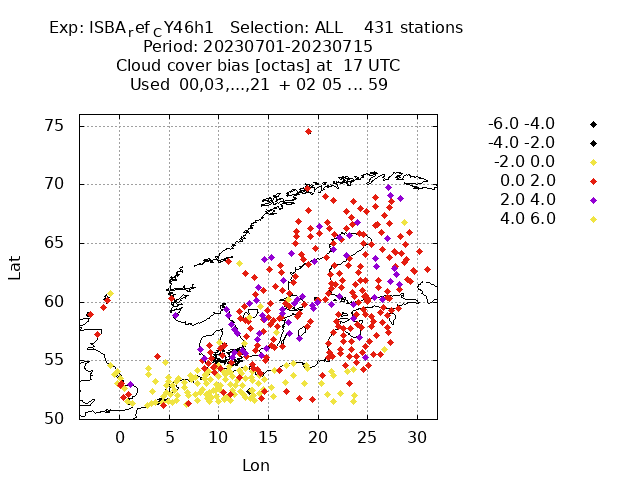 Exp: ISBA_ref_CY46h1 Selection: ALL 431 stations
Period: 20230701-20230715
Cloud cover bias [octas] at 17 UTC
Used 00,03,...,21 + 02 05 ... 59
-6.0 -4.0
-4.0 -2.0
-2.0 0.0
0.0 2.0
2.0 4.0
4.0 6.0
75
70
65
60
55
50
Lat
0 5 10 15 20 25 30
Lon